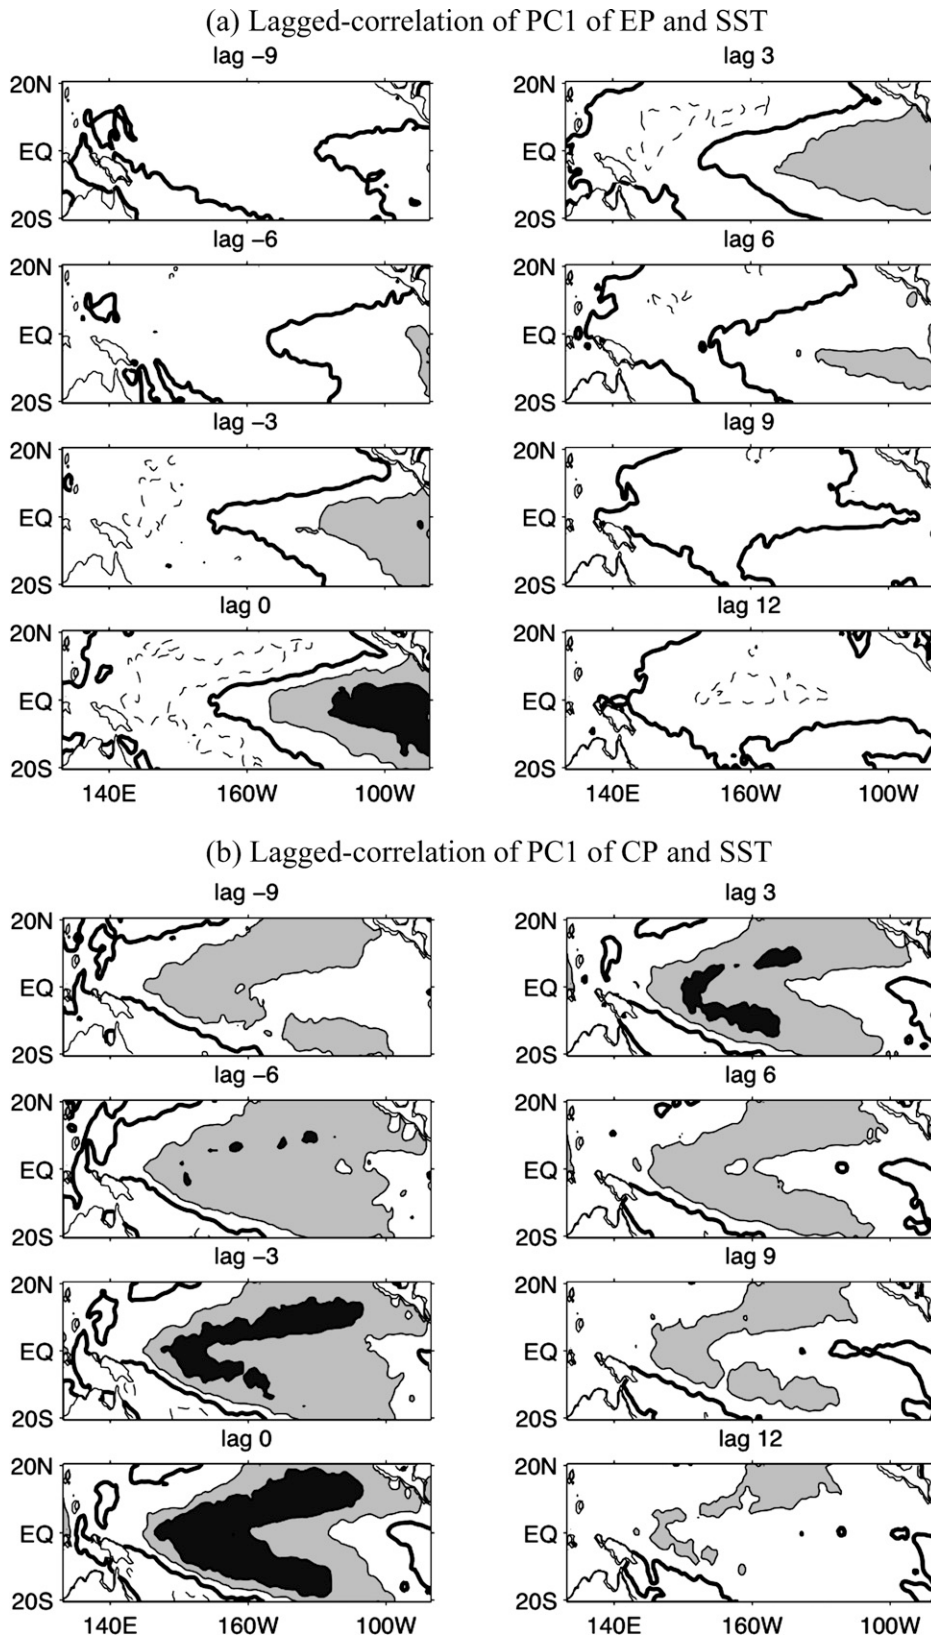 (a) Lagged-correlation of PC1 of EP and SST
lag −9
20N
EQ
20S
lag −6
20N
EQ
20S
lag −3
20N
EQ
20S
lag 0
20N
EQ
20S
140E 160W 100W
lag 3
20N
EQ
20S
lag 6
20N
EQ
20S
lag 9
20N
EQ
20S
lag 12
20N
EQ
20S
140E 160W 100W
(b) Lagged-correlation of PC1 of CP and SST
lag −9
20N
EQ
20S
lag −6
20N
EQ
20S
lag −3
20N
EQ
20S
lag 0
20N
EQ
20S
140E 160W 100W
lag 3
20N
EQ
20S
lag 6
20N
EQ
20S
lag 9
20N
EQ
20S
lag 12
20N
EQ
20S
140E 160W 100W